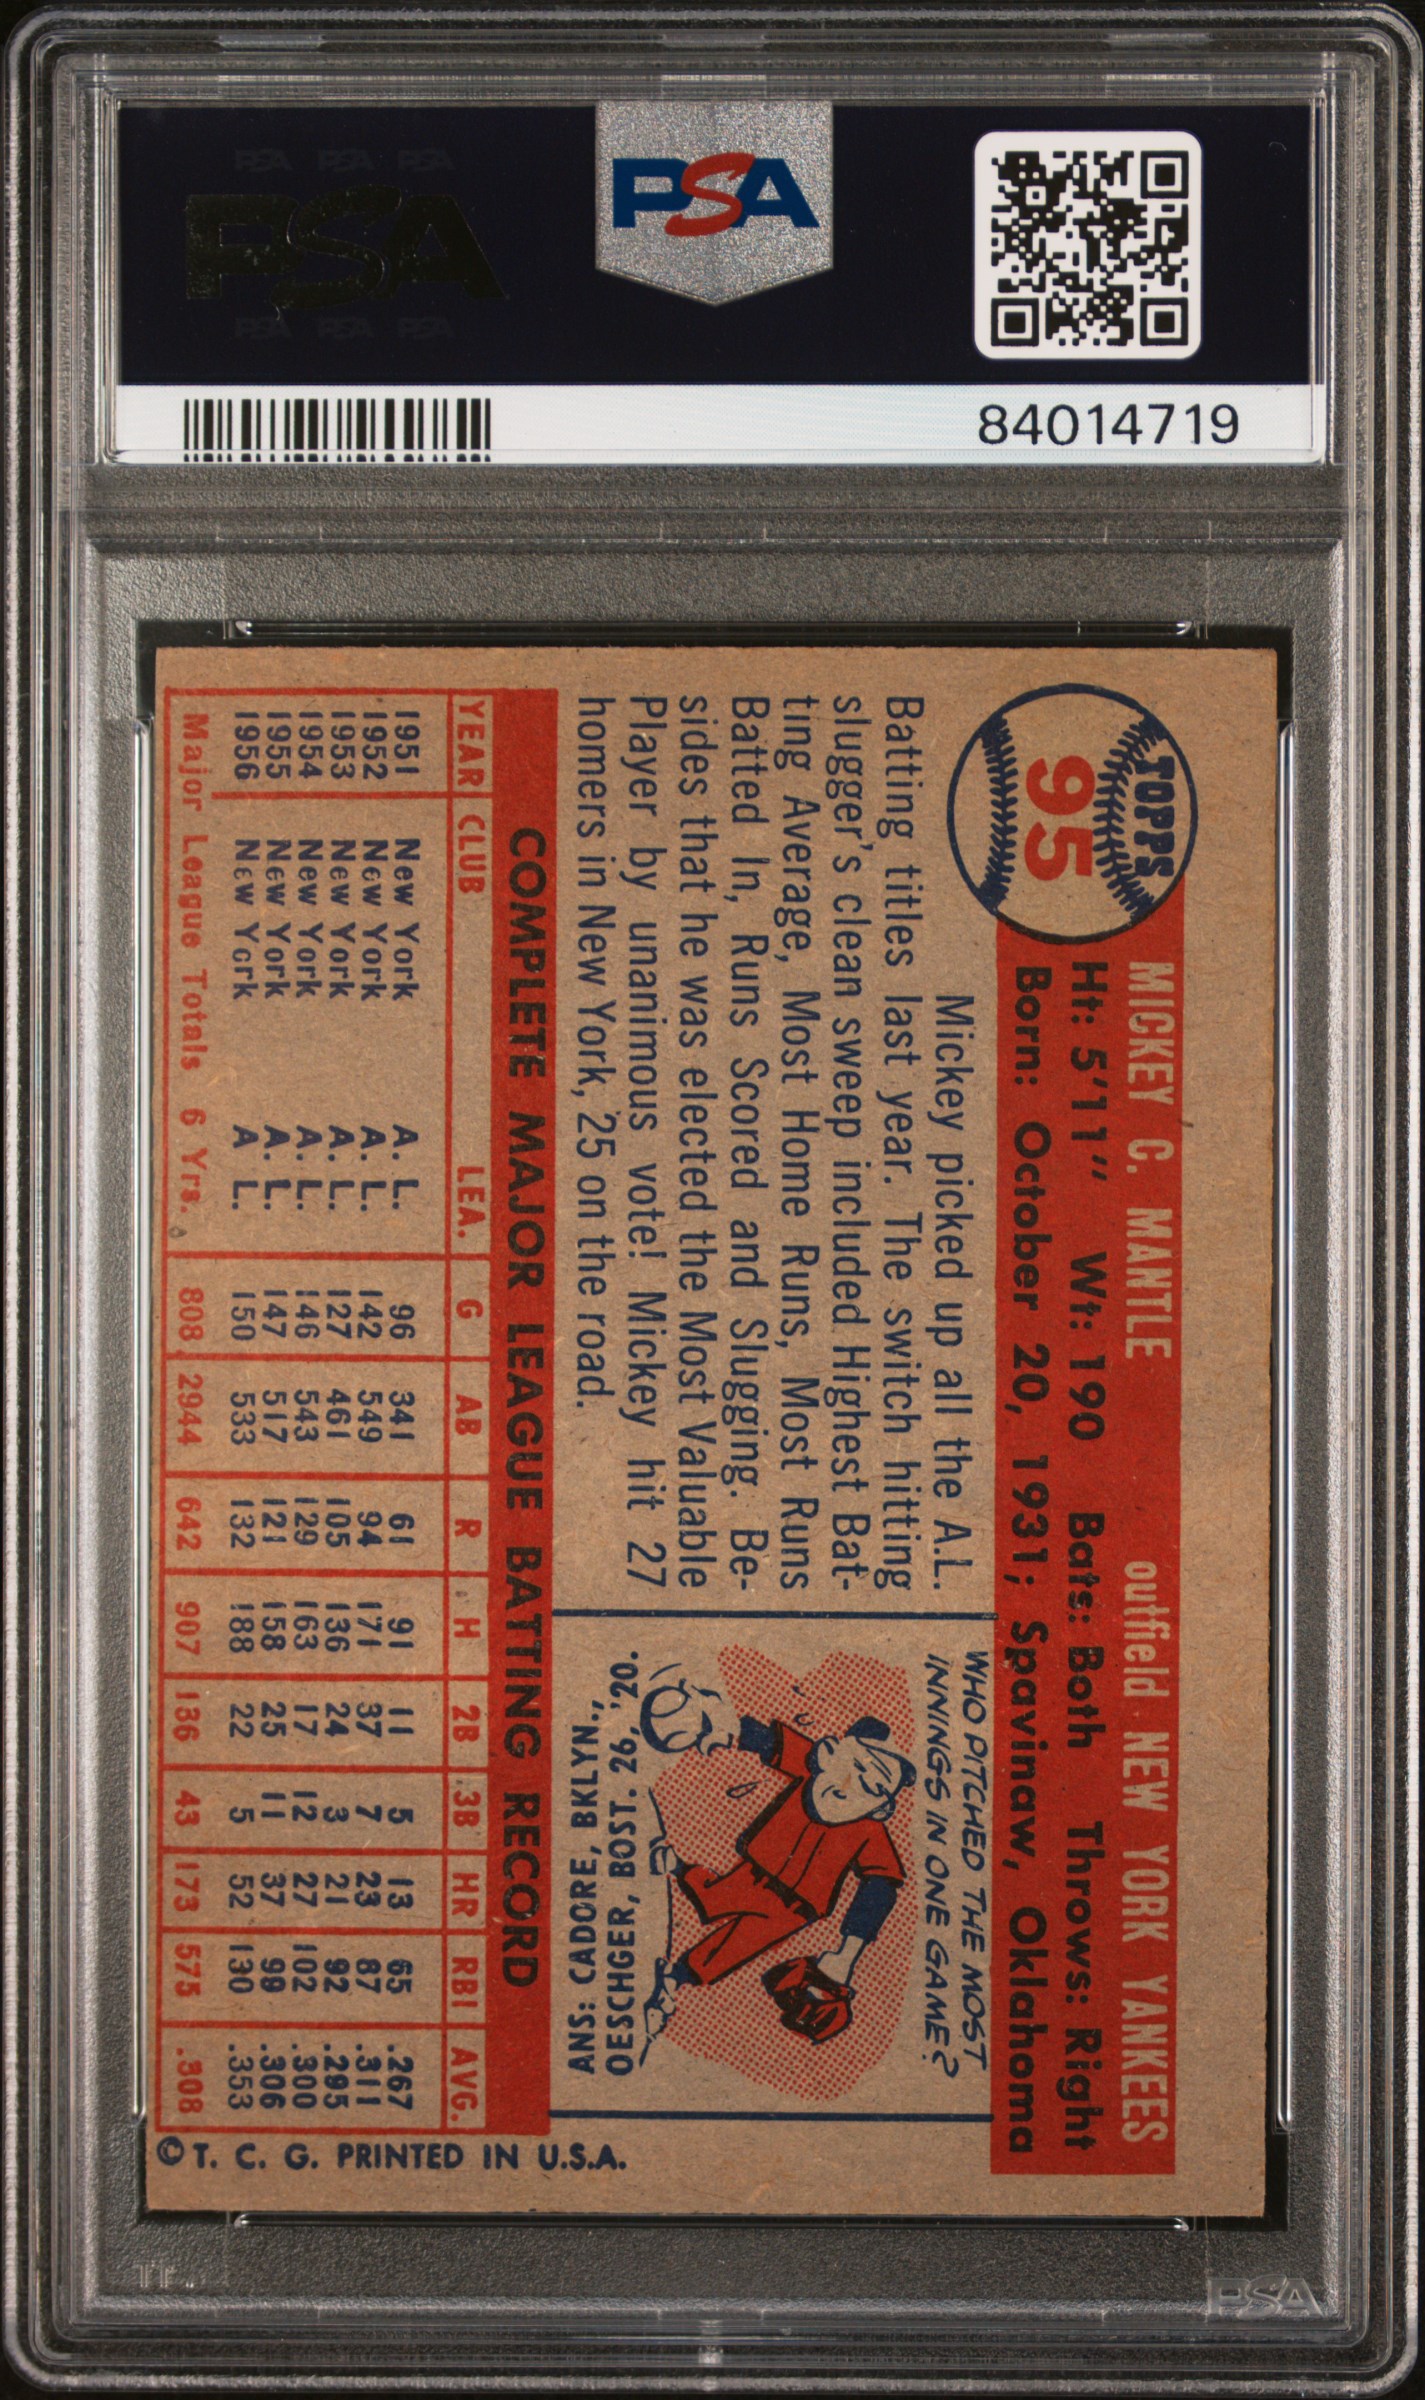 PSA PSA PSA
PSA
PSA PSA PSA
PSA
84014719
TOPPS
95
MICKEY C. MANTLE outfield NEW YORK YANKEES
Ht: 5'11" Wt: 190 Bats: Both Throws: Right
Born: October 20, 1931; Spavinaw, Oklahoma
Mickey picked up all the A.L.
Batting titles last year. The switch hitting
slugger's clean sweep included Highest Bat-
ting Average, Most Home Runs, Most Runs
Batted In, Runs Scored and Slugging. Be-
sides that he was elected the Most Valuable
Player by unanimous vote! Mickey hit 27
homers in New York, 25 on the road.
WHO PITCHED THE MOST
INNINGS IN ONE GAME?
ANS: CADORE, BKLYN.,
OESCHGER, BOST. 26, '20.
COMPLETE MAJOR LEAGUE BATTING RECORD
YEAR CLUB LEA. G AB R H 2B 3B HR RBI AVG.
1951 New York A. L. 96 341 61 91 11 5 13 65 .267
1952 New York A. L. 142 549 94 171 37 7 23 87 .311
1953 New York A. L. 127 461 105 136 24 3 21 92 .295
1954 New York A. L. 146 543 129 163 17 12 27 102 .300
1955 New York A. L. 147 517 121 158 25 11 37 99 .306
1956 New York A L. 150 533 132 188 22 5 52 130 .353
Major League Totals 6 Yrs. 808 2944 642 907 136 43 173 575 .308
© T. C. G. PRINTED IN U.S.A.
PSA